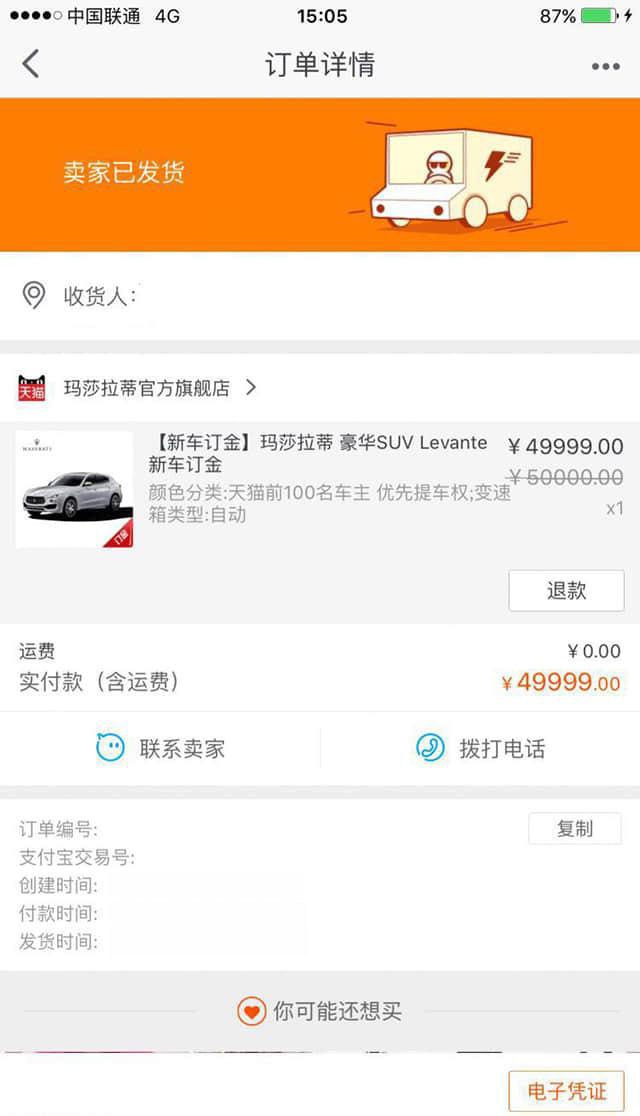 中国联通 4G 15:05 87%
订单详情
卖家已发货
收货人:
天猫 玛莎拉蒂官方旗舰店
MASERATI
【新车订金】玛莎拉蒂 豪华SUV Levante ￥49999.00
新车订金 ￥50000.00
颜色分类:天猫前100名车主 优先提车权;变速
箱类型:自动 x1
订金
退款
运费 ￥0.00
实付款（含运费） ￥49999.00
联系卖家 拨打电话
订单编号: 复制
支付宝交易号:
创建时间:
付款时间:
发货时间:
你可能还想买
电子凭证